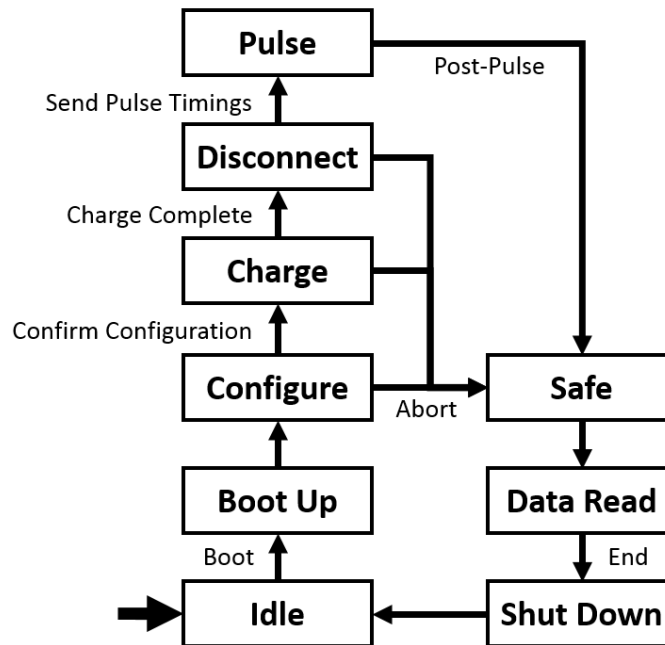 Pulse
Post-Pulse
Send Pulse Timings
Disconnect
Charge Complete
Charge
Confirm Configuration
Configure
Abort
Safe
Boot Up
Data Read
Boot
End
Idle
Shut Down